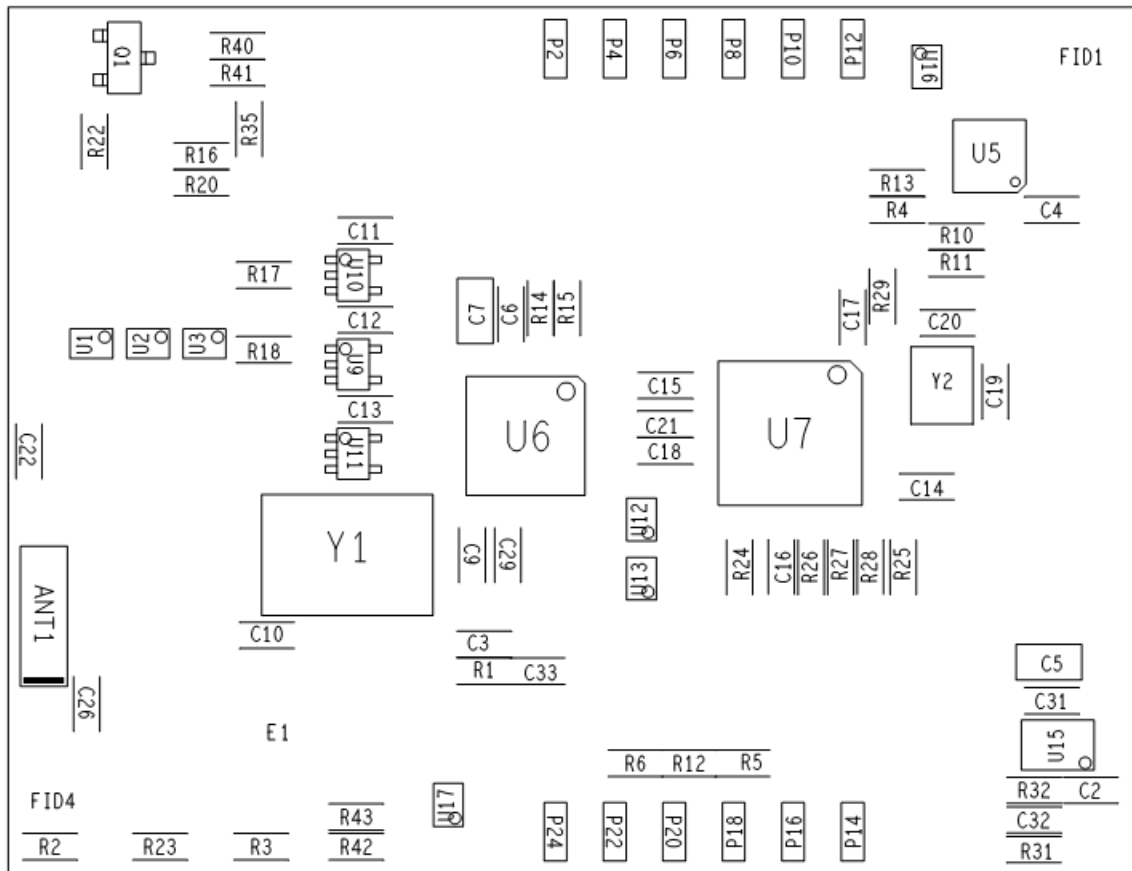 Q1
R40
R41
P2
P4
P6
P8
P10
P12
U16
FID1
R22
R35
R16
R20
U5
R13
R4
C4
C11
R10
R11
R17
U10
C7
C6
R14
R15
C17
R29
C12
C20
U1
U2
U3
R18
U9
C15
Y2
C19
C13
U6
C21
U7
C18
C22
U11
C14
Y1
U12
C9
C29
R24
C16
R26
R27
R28
R25
U13
ANT1
C10
C3
R1
C33
C5
C26
C31
E1
U15
R6
R12
R5
R32
C2
FID4
U17
R43
C32
P24
P22
P20
P18
P16
P14
R2
R23
R3
R42
R31